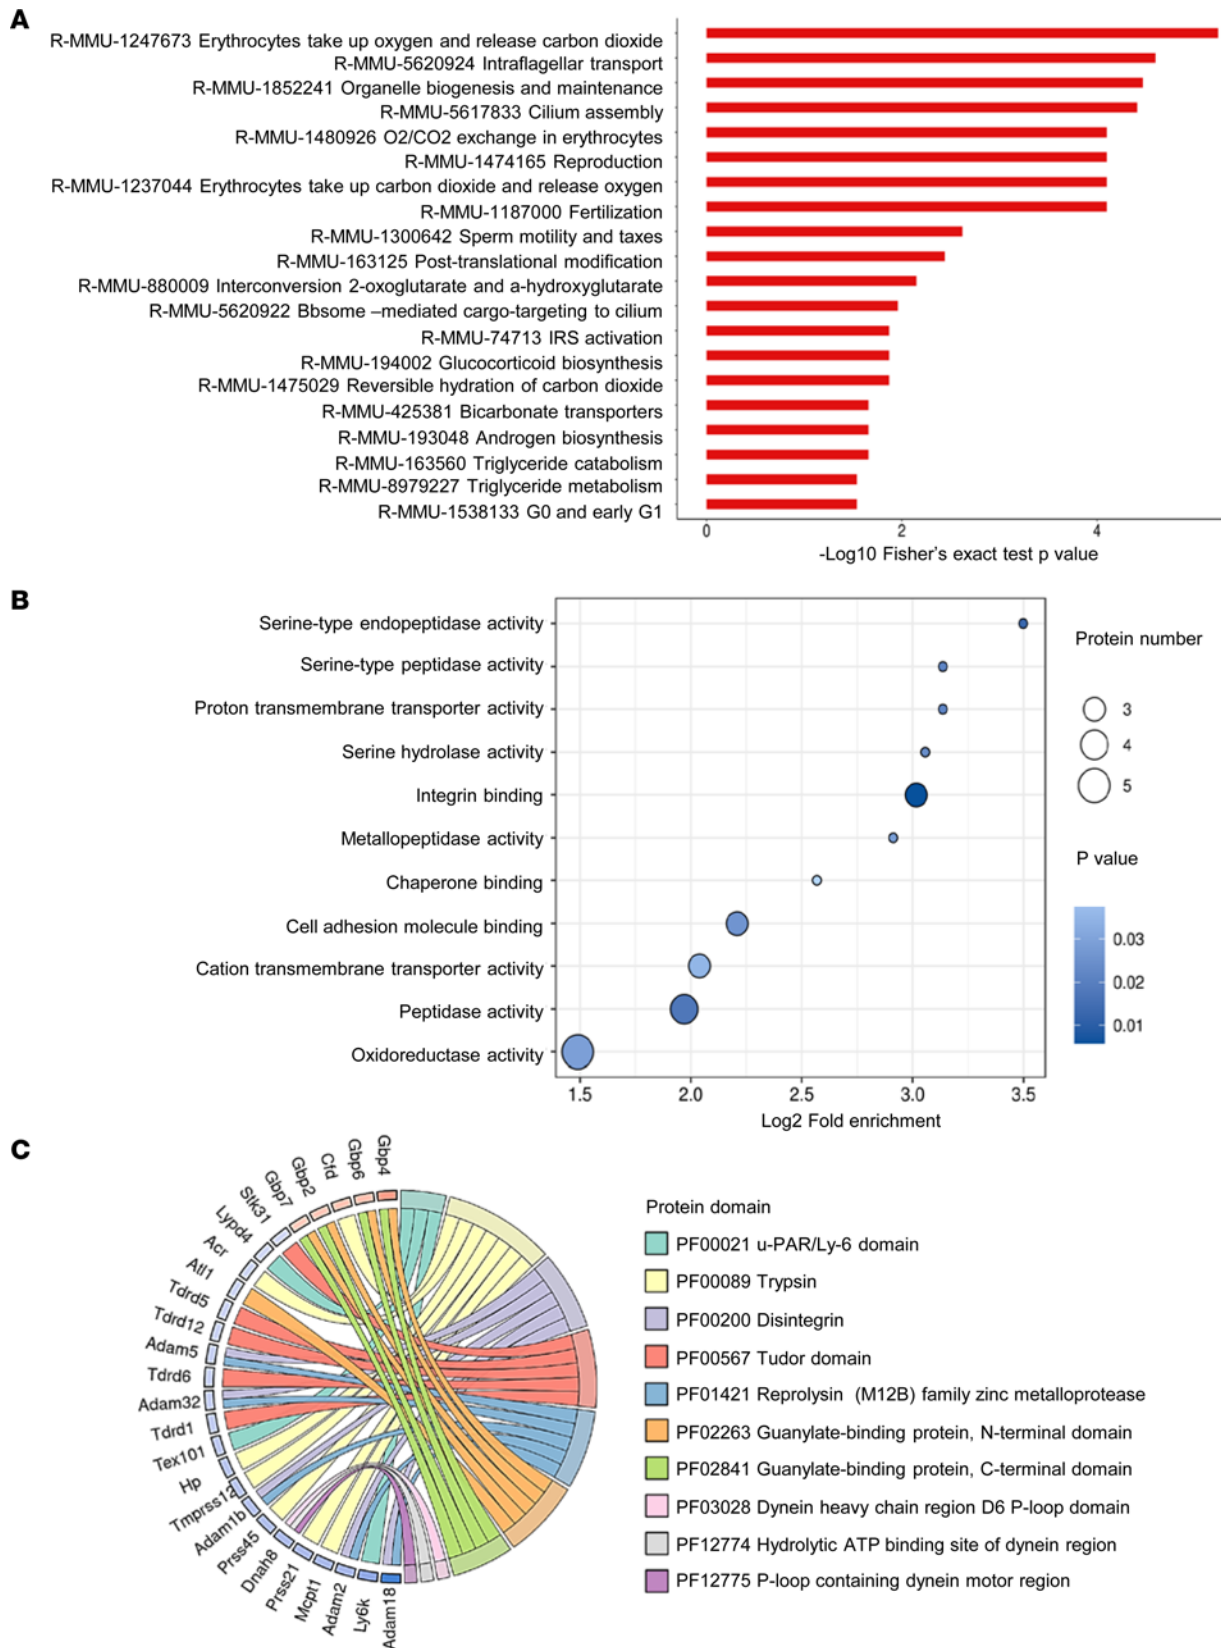 A
R-MMU-1247673 Erythrocytes take up oxygen and release carbon dioxide
R-MMU-5620924 Intraflagellar transport
R-MMU-1852241 Organelle biogenesis and maintenance
R-MMU-5617833 Cilium assembly
R-MMU-1480926 O2/CO2 exchange in erythrocytes
R-MMU-1474165 Reproduction
R-MMU-1237044 Erythrocytes take up carbon dioxide and release oxygen
R-MMU-1187000 Fertilization
R-MMU-1300642 Sperm motility and taxes
R-MMU-163125 Post-translational modification
R-MMU-880009 Interconversion 2-oxoglutarate and a-hydroxyglutarate
R-MMU-5620922 Bbsome –mediated cargo-targeting to cilium
R-MMU-74713 IRS activation
R-MMU-194002 Glucocorticoid biosynthesis
R-MMU-1475029 Reversible hydration of carbon dioxide
R-MMU-425381 Bicarbonate transporters
R-MMU-193048 Androgen biosynthesis
R-MMU-163560 Triglyceride catabolism
R-MMU-8979227 Triglyceride metabolism
R-MMU-1538133 G0 and early G1
0 2 4
-Log10 Fisher's exact test p value
B
Serine-type endopeptidase activity
Serine-type peptidase activity
Proton transmembrane transporter activity
Serine hydrolase activity
Integrin binding
Metallopeptidase activity
Chaperone binding
Cell adhesion molecule binding
Cation transmembrane transporter activity
Peptidase activity
Oxidoreductase activity
1.5 2.0 2.5 3.0 3.5
Log2 Fold enrichment
Protein number
3
4
5
P value
0.03
0.02
0.01
C
Gbp4
Gbp6
Cfd
Gbp2
Gbp7
Stk31
Lypd4
Acr
Atl1
Tdrd5
Tdrd12
Adam5
Tdrd6
Adam32
Tdrd1
Tex101
Hp
Tmprss12
Adam1b
Prss45
Dnah8
Prss21
Mcpt1
Adam2
Ly6k
Adam18
Protein domain
PF00021 u-PAR/Ly-6 domain
PF00089 Trypsin
PF00200 Disintegrin
PF00567 Tudor domain
PF01421 Reprolysin (M12B) family zinc metalloprotease
PF02263 Guanylate-binding protein, N-terminal domain
PF02841 Guanylate-binding protein, C-terminal domain
PF03028 Dynein heavy chain region D6 P-loop domain
PF12774 Hydrolytic ATP binding site of dynein region
PF12775 P-loop containing dynein motor region